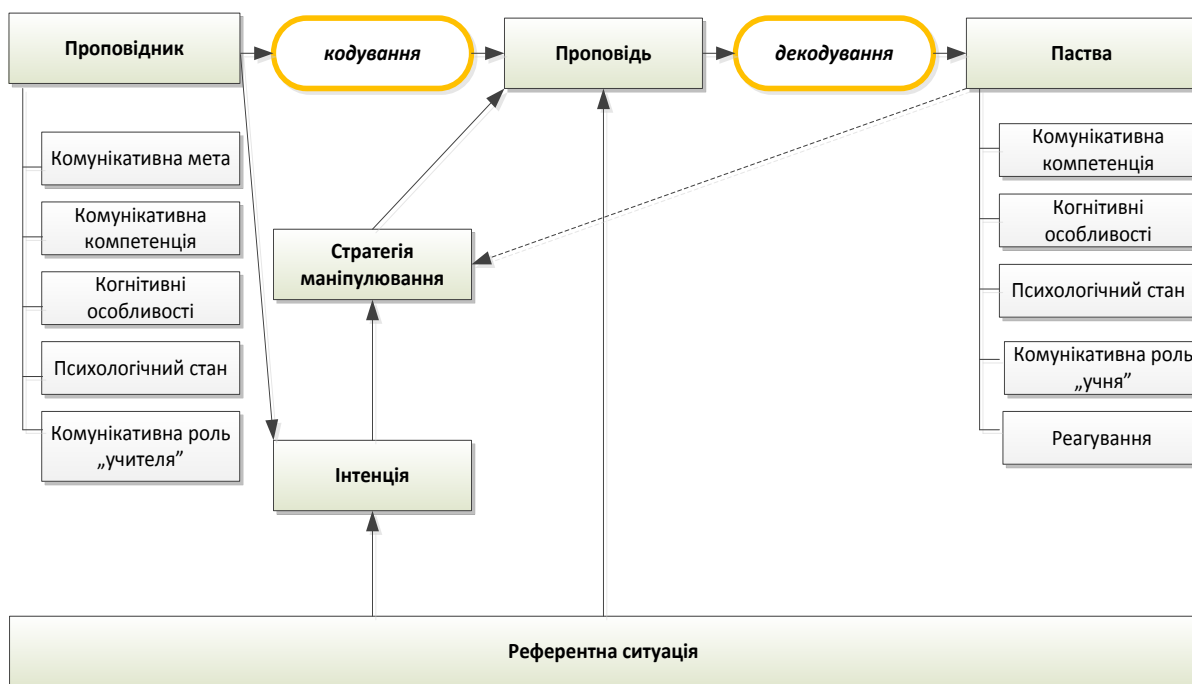 Проповідник
кодування
Проповідь
декодування
Паства
Комунікативна мета
Комунікативна
компетенція
Когнітивні
особливості
Психологічний стан
Комунікативна роль
„учителя”
Стратегія
маніпулювання
Інтенція
Комунікативна
компетенція
Когнітивні
особливості
Психологічний стан
Комунікативна роль
„учня”
Реагування
Референтна ситуація